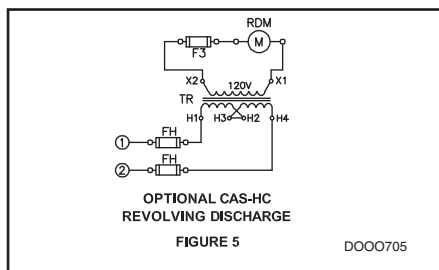 RDM
F3
M
X2
120V
X1
TR
H1
H3
H2
H4
FH
1
FH
2
OPTIONAL CAS-HC
REVOLVING DISCHARGE
FIGURE 5
DOOO705